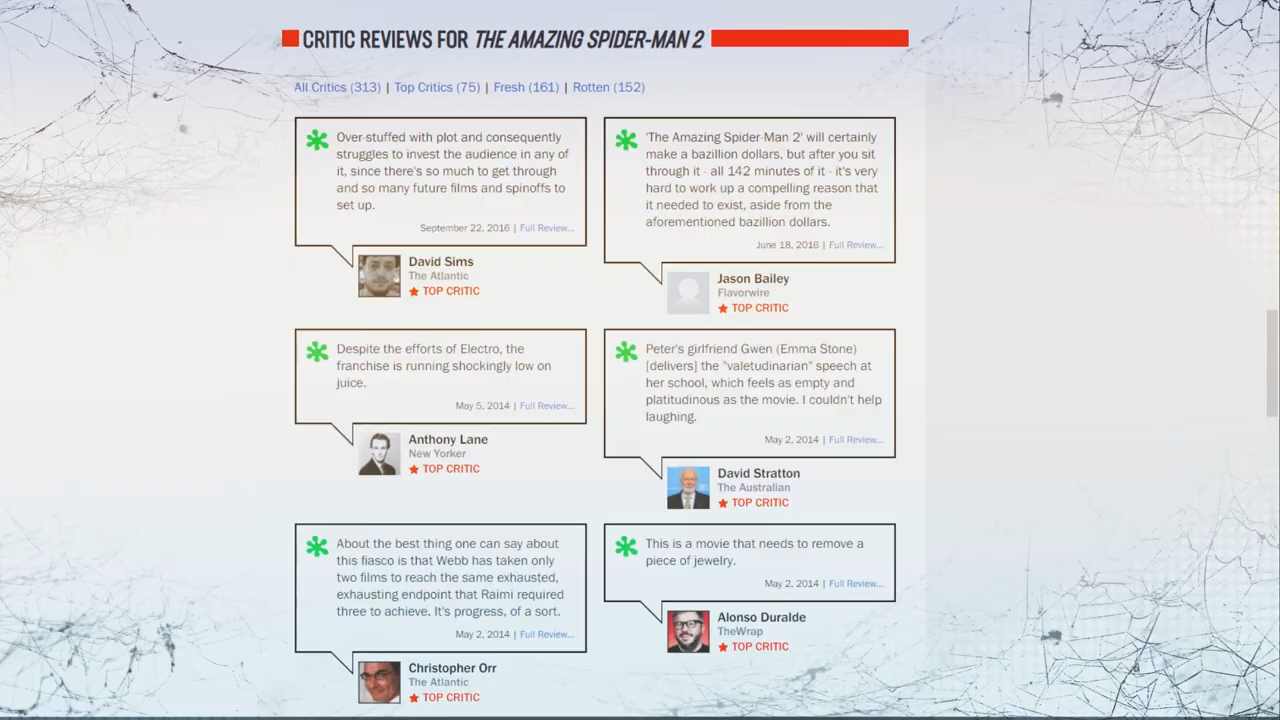 CRITIC REVIEWS FOR THE AMAZING SPIDER-MAN 2
All Critics (313) | Top Critics (75) | Fresh (161) | Rotten (152)
Over-stuffed with plot and consequently
struggles to invest the audience in any of
it, since there's so much to get through
and so many future films and spinoffs to
set up.
September 22, 2016 | Full Review...
David Sims
The Atlantic
TOP CRITIC
'The Amazing Spider-Man 2' will certainly
make a bazillion dollars, but after you sit
through it - all 142 minutes of it - it's very
hard to work up a compelling reason that
it needed to exist, aside from the
aforementioned bazillion dollars.
June 18, 2016 | Full Review...
Jason Bailey
Flavorwire
TOP CRITIC
Despite the efforts of Electro, the
franchise is running shockingly low on
juice.
May 5, 2014 | Full Review...
Anthony Lane
New Yorker
TOP CRITIC
Peter's girlfriend Gwen (Emma Stone)
[delivers] the "valetudinarian" speech at
her school, which feels as empty and
platitudinous as the movie. I couldn't help
laughing.
May 2, 2014 | Full Review...
David Stratton
The Australian
TOP CRITIC
About the best thing one can say about
this fiasco is that Webb has taken only
two films to reach the same exhausted,
exhausting endpoint that Raimi required
three to achieve. It's progress, of a sort.
May 2, 2014 | Full Review...
Christopher Orr
The Atlantic
TOP CRITIC
This is a movie that needs to remove a
piece of jewelry.
May 2, 2014 | Full Review...
Alonso Duralde
TheWrap
TOP CRITIC